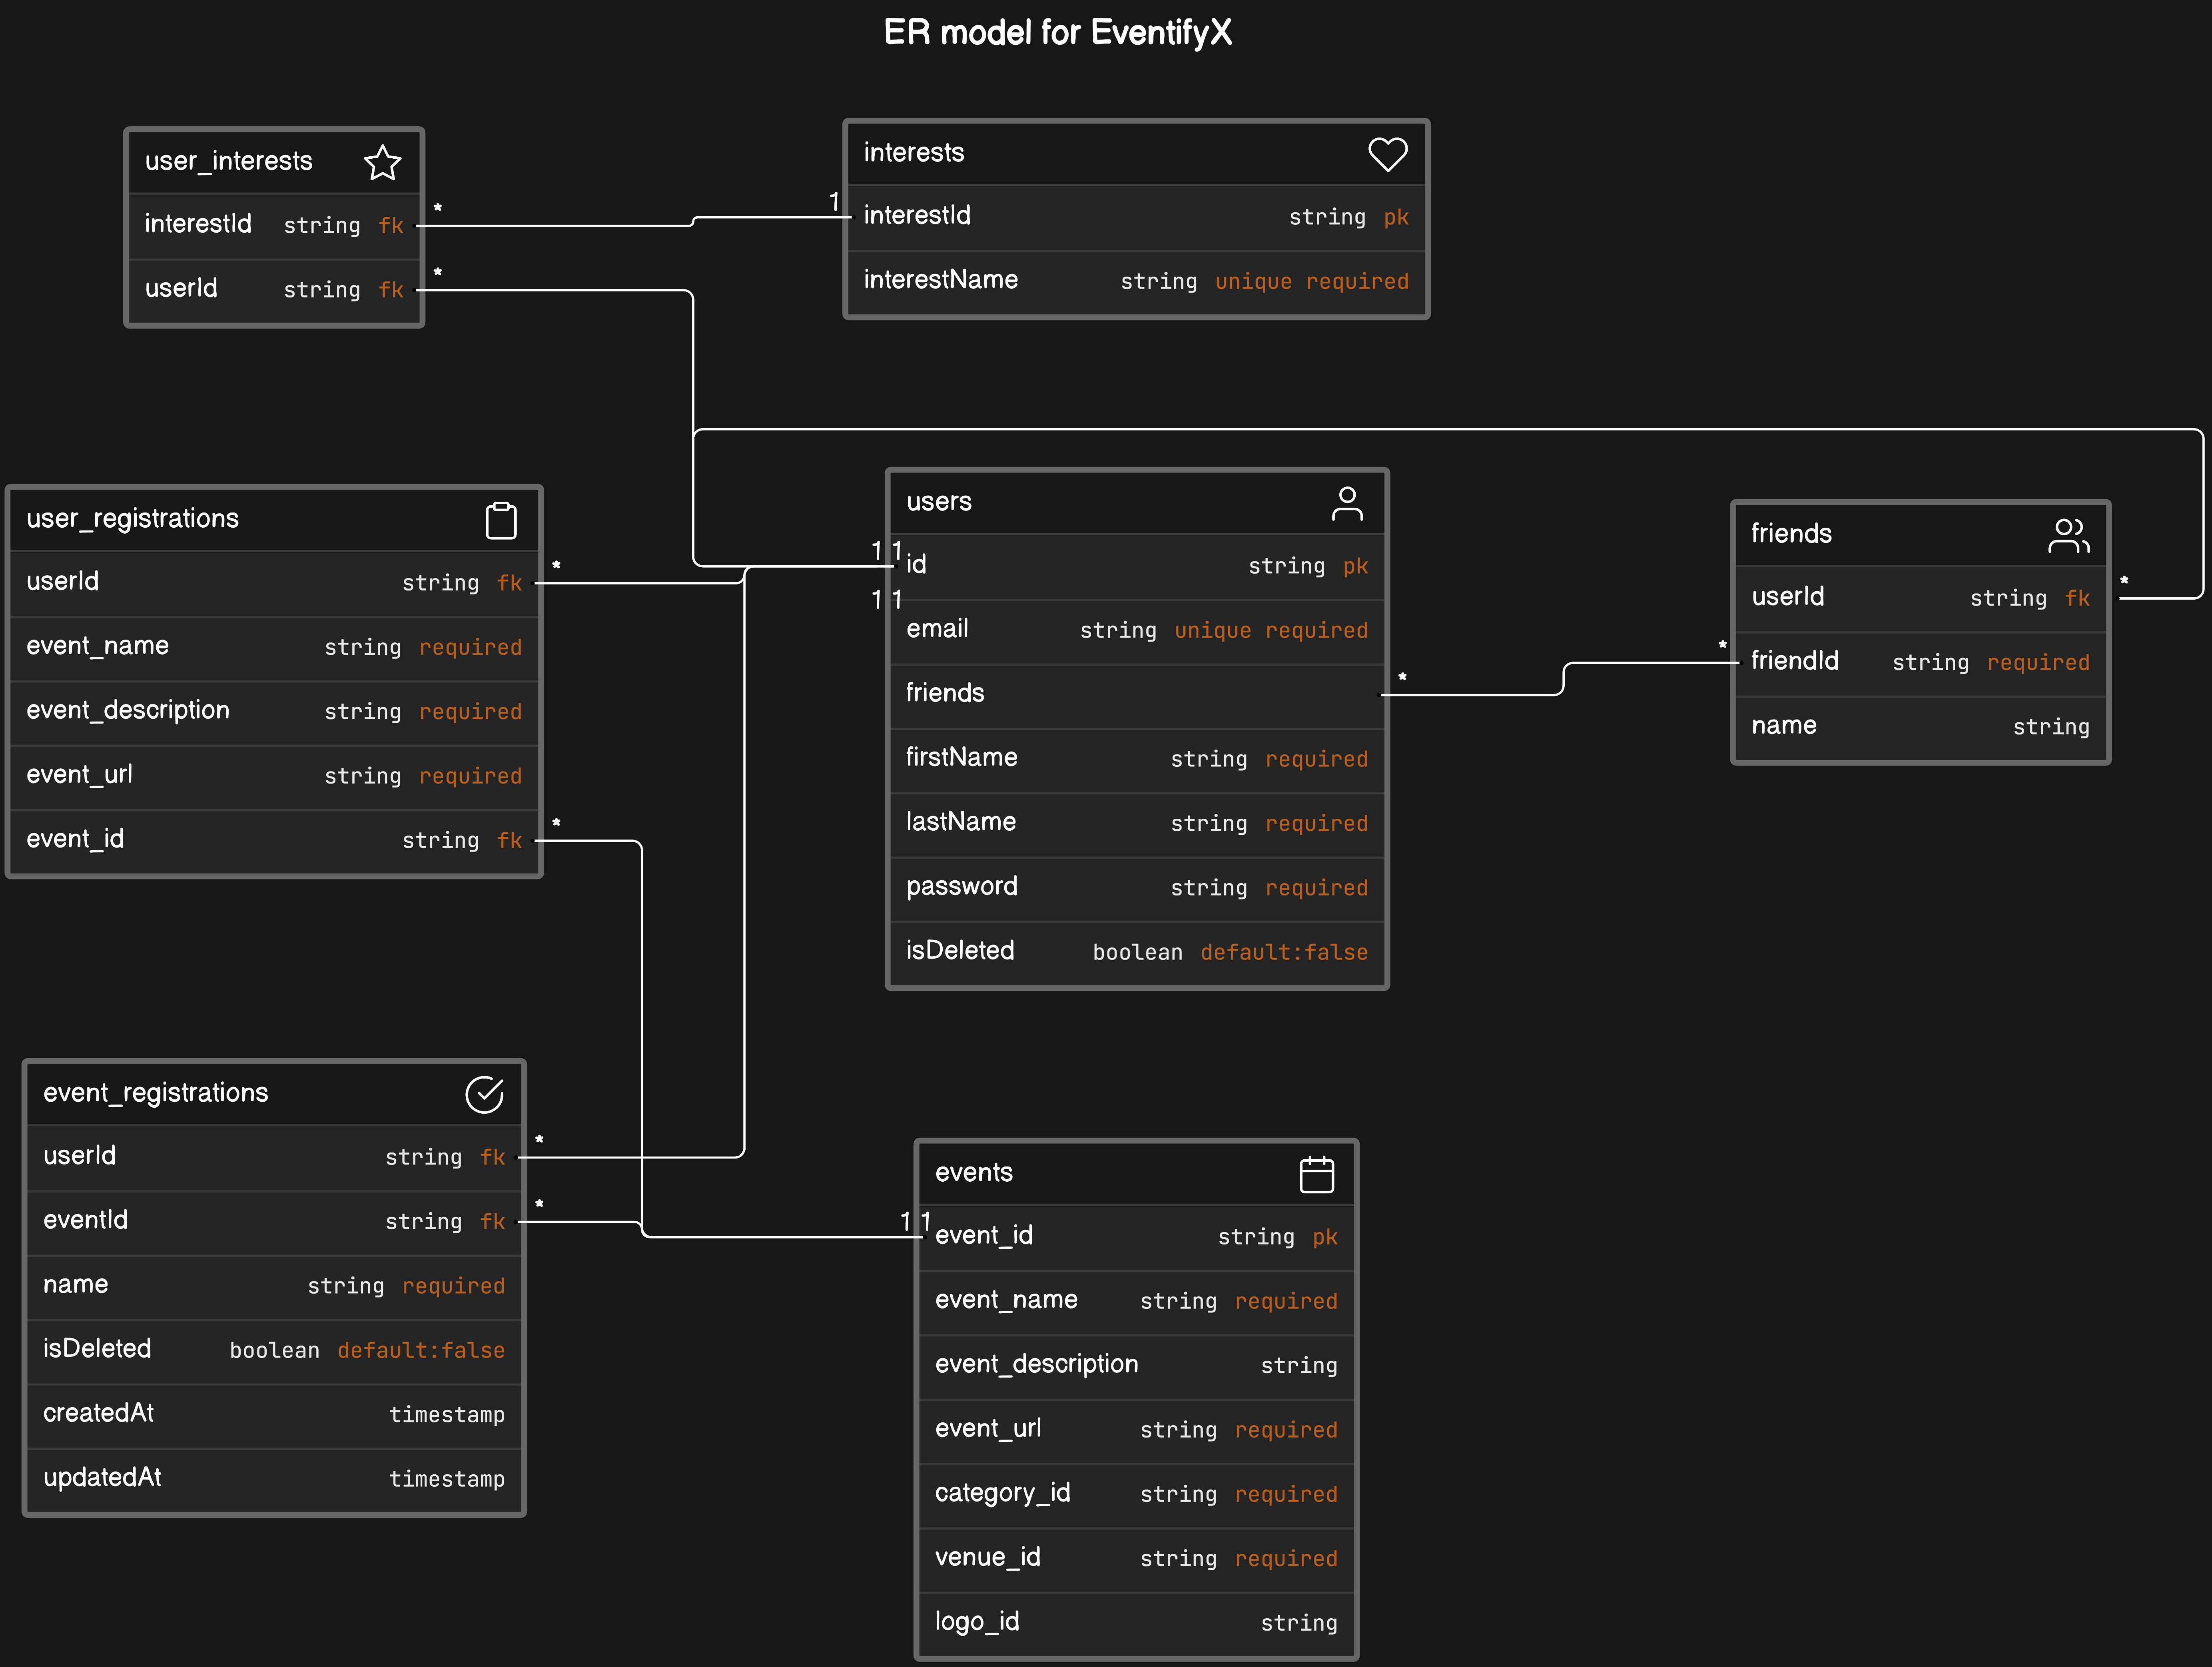 ER model for EventifyX
user_interests
interestId string fk
userId string fk
*
*
interests
interestId string pk
interestName string unique required
1
user_registrations
userId string fk
event_name string required
event_description string required
event_url string required
event_id string fk
*
*
users
id string pk
email string unique required
friends
firstName string required
lastName string required
password string required
isDeleted boolean default:false
1 1
1 1
*
friends
userId string fk
friendId string required
name string
*
*
event_registrations
userId string fk
eventId string fk
name string required
isDeleted boolean default:false
createdAt timestamp
updatedAt timestamp
*
*
events
event_id string pk
event_name string required
event_description string
event_url string required
category_id string required
venue_id string required
logo_id string
1 1